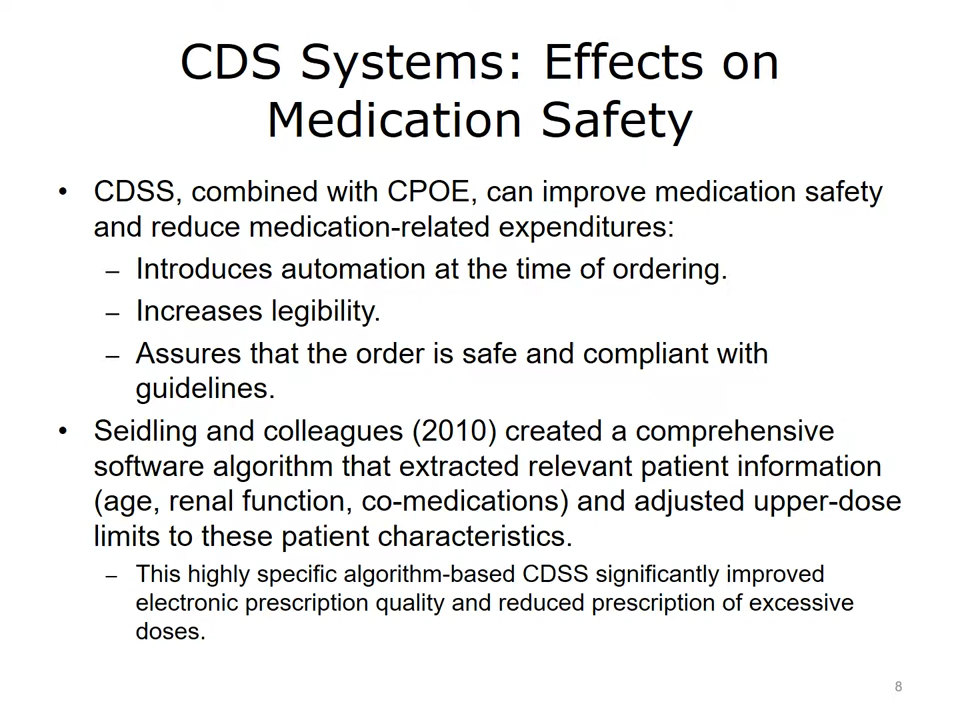 CDS Systems: Effects on
Medication Safety
• CDSS, combined with CPOE, can improve medication safety
and reduce medication-related expenditures:
– Introduces automation at the time of ordering.
– Increases legibility.
– Assures that the order is safe and compliant with
guidelines.
• Seidling and colleagues (2010) created a comprehensive
software algorithm that extracted relevant patient information
(age, renal function, co-medications) and adjusted upper-dose
limits to these patient characteristics.
– This highly specific algorithm-based CDSS significantly improved
electronic prescription quality and reduced prescription of excessive
doses.
8